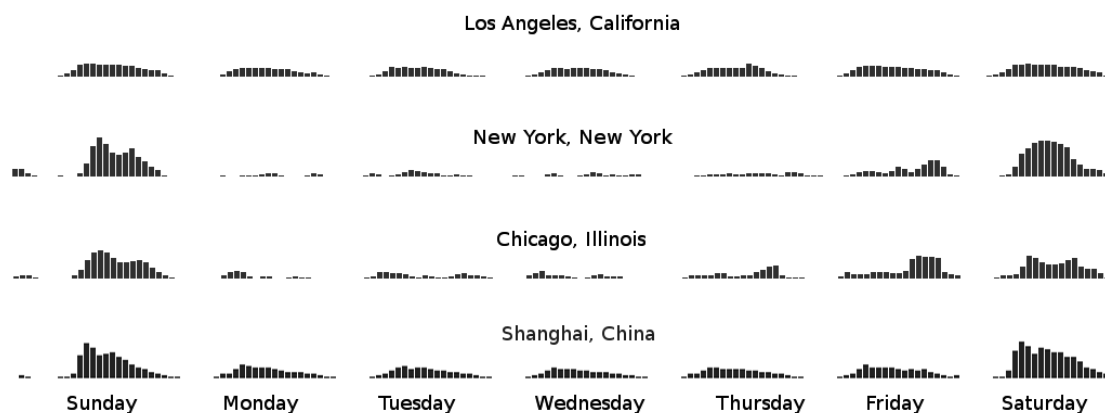 Los Angeles, California
New York, New York
Chicago, Illinois
Shanghai, China
Sunday Monday Tuesday Wednesday Thursday Friday Saturday